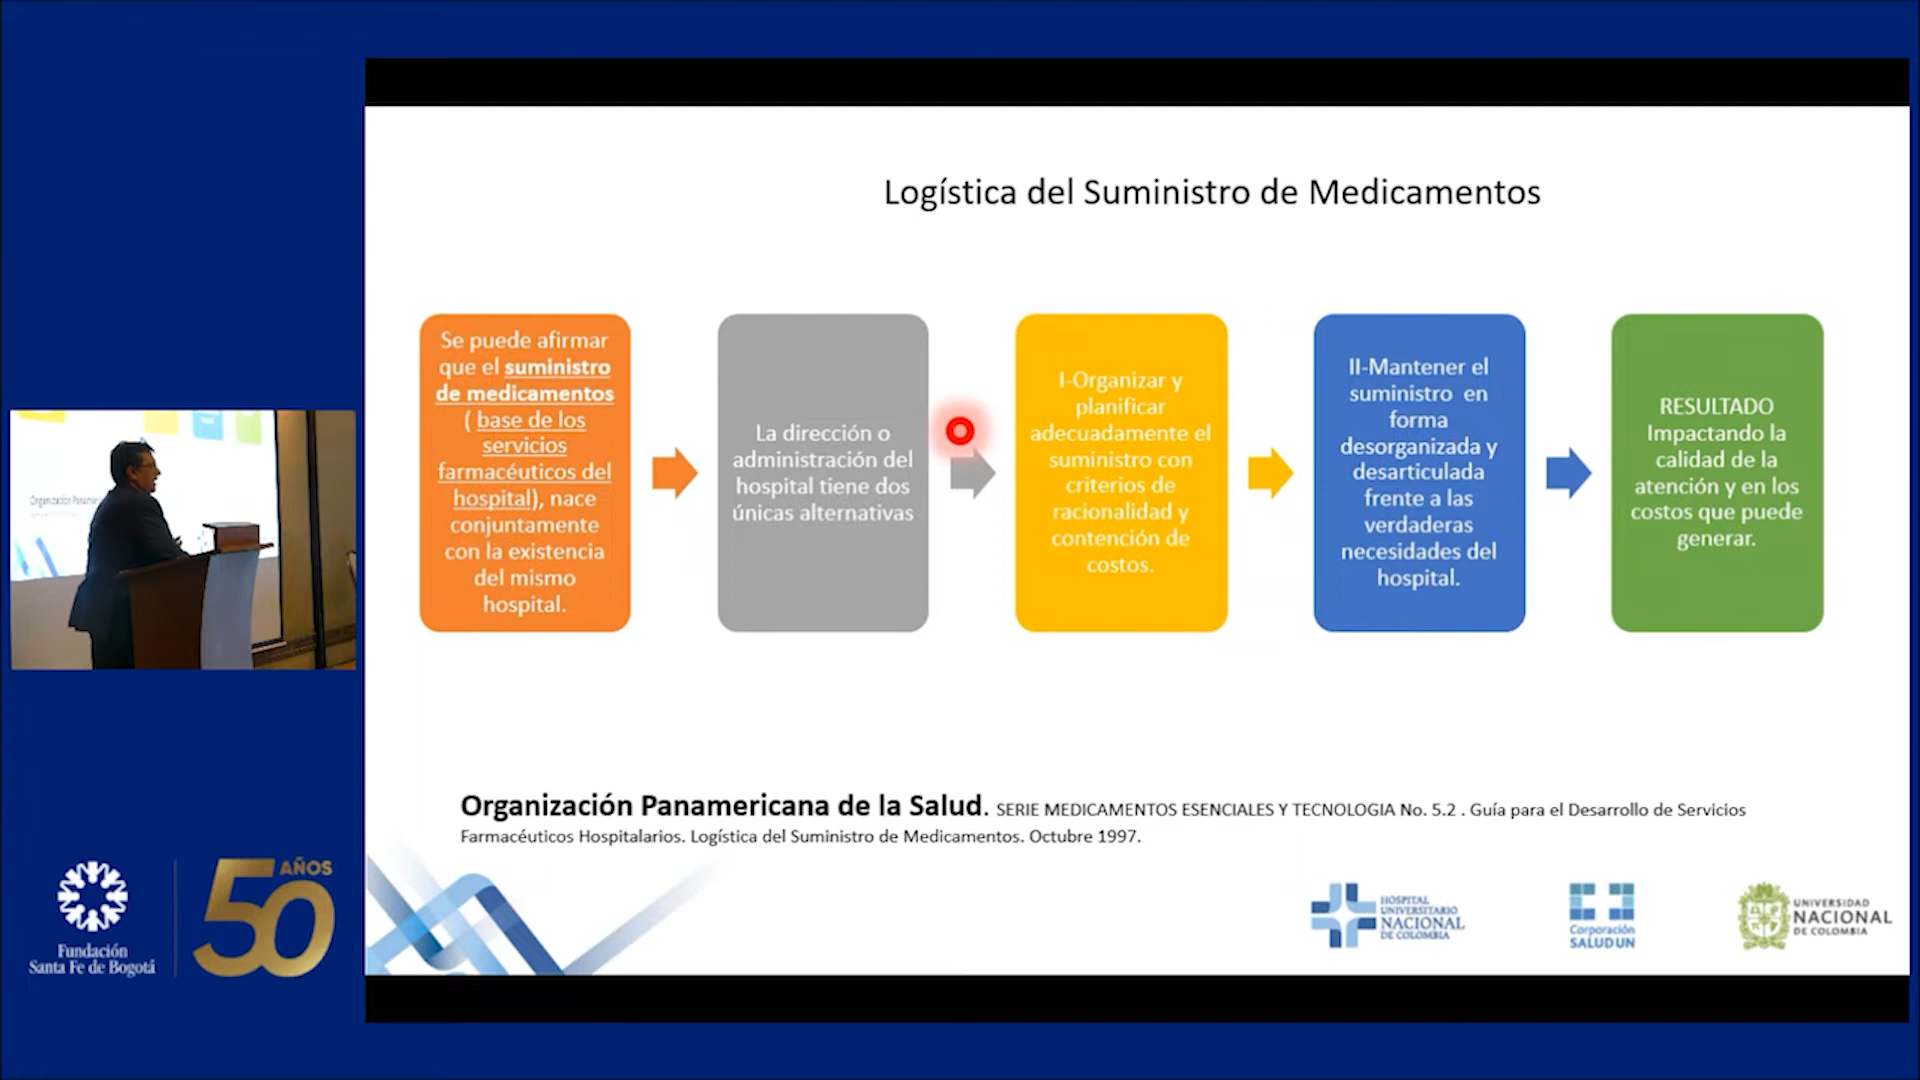 Logística del Suministro de Medicamentos
Se puede afirmar
que el suministro
de medicamentos
( base de los
servicios
farmacéuticos del
hospital), nace
conjuntamente
con la existencia
del mismo
hospital.
La dirección o
administración del
hospital tiene dos
únicas alternativas
I-Organizar y
planificar
adecuadamente el
suministro con
criterios de
racionalidad y
contención de
costos.
II-Mantener el
suministro en
forma
desorganizada y
desarticulada
frente a las
verdaderas
necesidades del
hospital.
RESULTADO
Impactando la
calidad de la
atención y en los
costos que puede
generar.
Organización Panamericana de la Salud. SERIE MEDICAMENTOS ESENCIALES Y TECNOLOGIA No. 5.2 . Guía para el Desarrollo de Servicios
Farmacéuticos Hospitalarios. Logística del Suministro de Medicamentos. Octubre 1997.
Fundación
Santa Fe de Bogotá
50 AÑOS
HOSPITAL
UNIVERSITARIO
NACIONAL
DE COLOMBIA
Corporación
SALUD UN
UNIVERSIDAD
NACIONAL
DE COLOMBIA